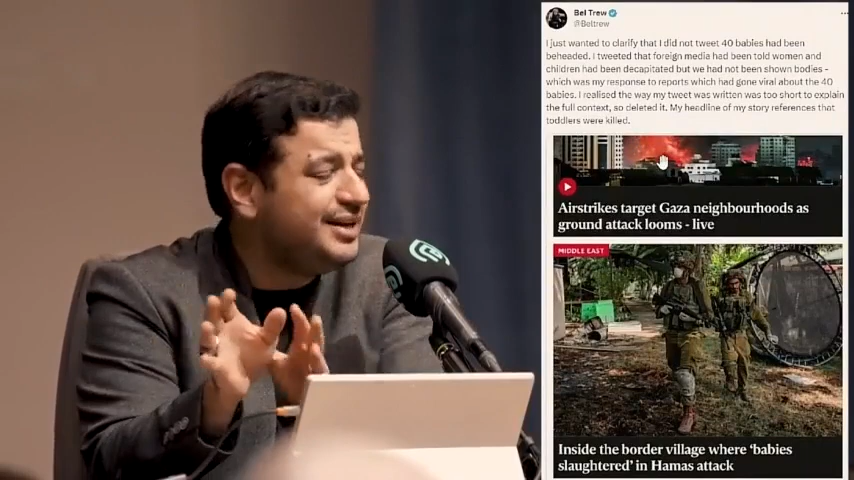 Bel Trew
@Beltrew
I just wanted to clarify that I did not tweet 40 babies had been
beheaded. I tweeted that foreign media had been told women and
children had been decapitated but we had not been shown bodies -
which was my response to reports which had gone viral about the 40
babies. I realised the way my tweet was written was too short to explain
the full context, so deleted it. My headline of my story references that
toddlers were killed.
Airstrikes target Gaza neighbourhoods as
ground attack looms - live
MIDDLE EAST
Inside the border village where ‘babies
slaughtered’ in Hamas attack